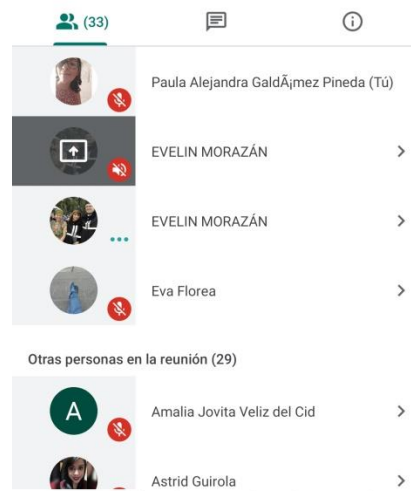 (33)
Paula Alejandra GaldÃ¡mez Pineda (Tú)
EVELIN MORAZÁN
EVELIN MORAZÁN
Eva Florea
Otras personas en la reunión (29)
A
Amalia Jovita Veliz del Cid
Astrid Guirola